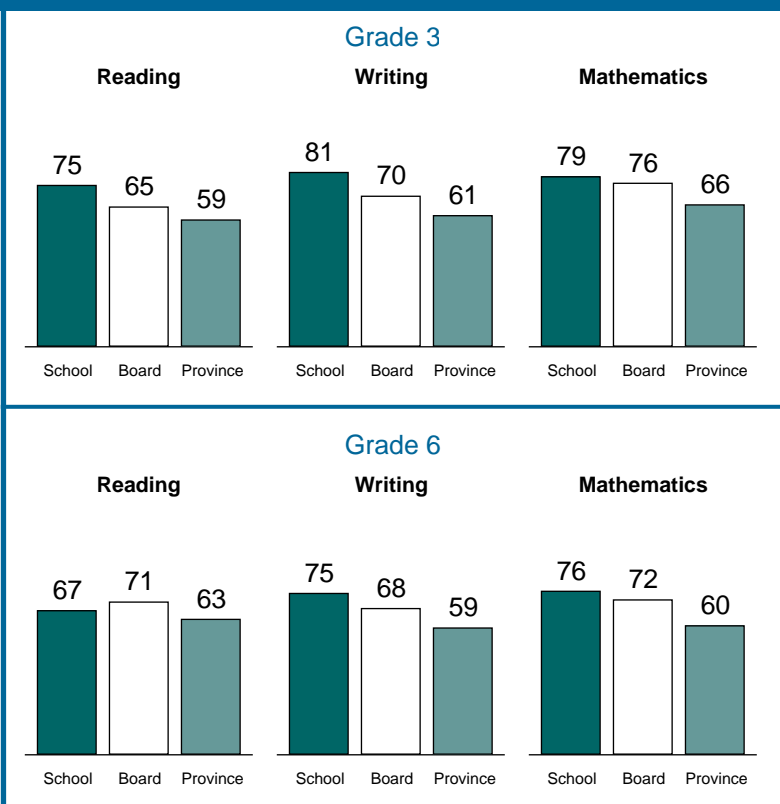 Grade 3
Reading Writing Mathematics
75 65 59 81 70 61 79 76 66
School Board Province School Board Province School Board Province
Grade 6
Reading Writing Mathematics
67 71 63 75 68 59 76 72 60
School Board Province School Board Province School Board Province